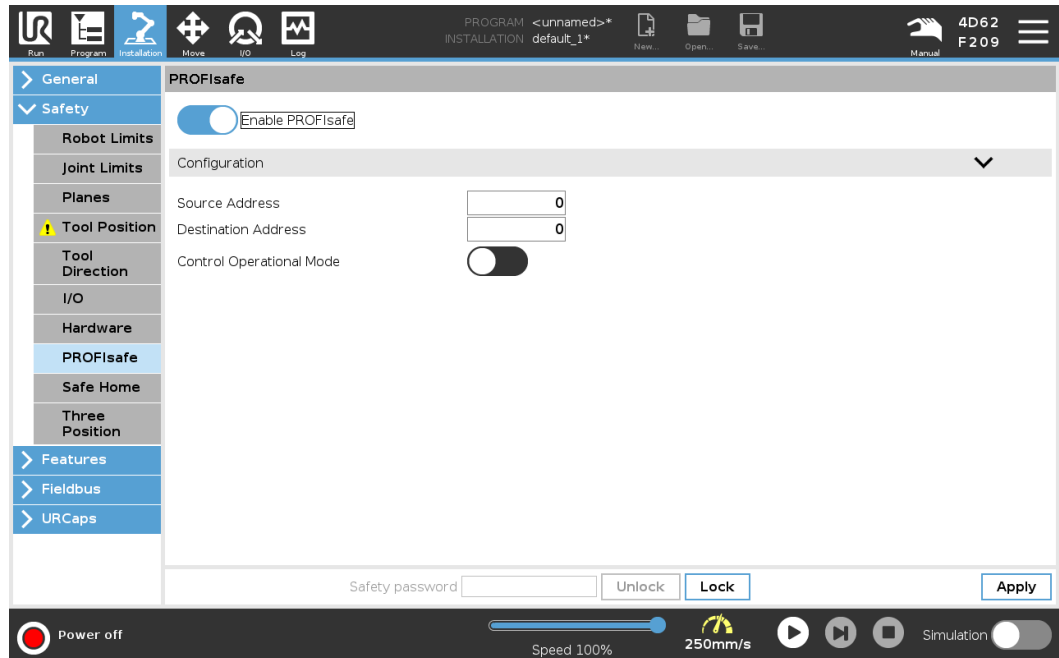 UR
Run
Program
Installation
Move
I/O
Log
PROGRAM <unnamed>*
INSTALLATION default_1*
New...
Open...
Save...
Manual
4D62
F209
General
Safety
Robot Limits
Joint Limits
Planes
Tool Position
Tool
Direction
I/O
Hardware
PROFIsafe
Safe Home
Three
Position
Features
Fieldbus
URCaps
PROFIsafe
Enable PROFIsafe
Configuration
Source Address 0
Destination Address 0
Control Operational Mode
Safety password
Unlock
Lock
Apply
Power off
Speed 100%
250mm/s
Simulation